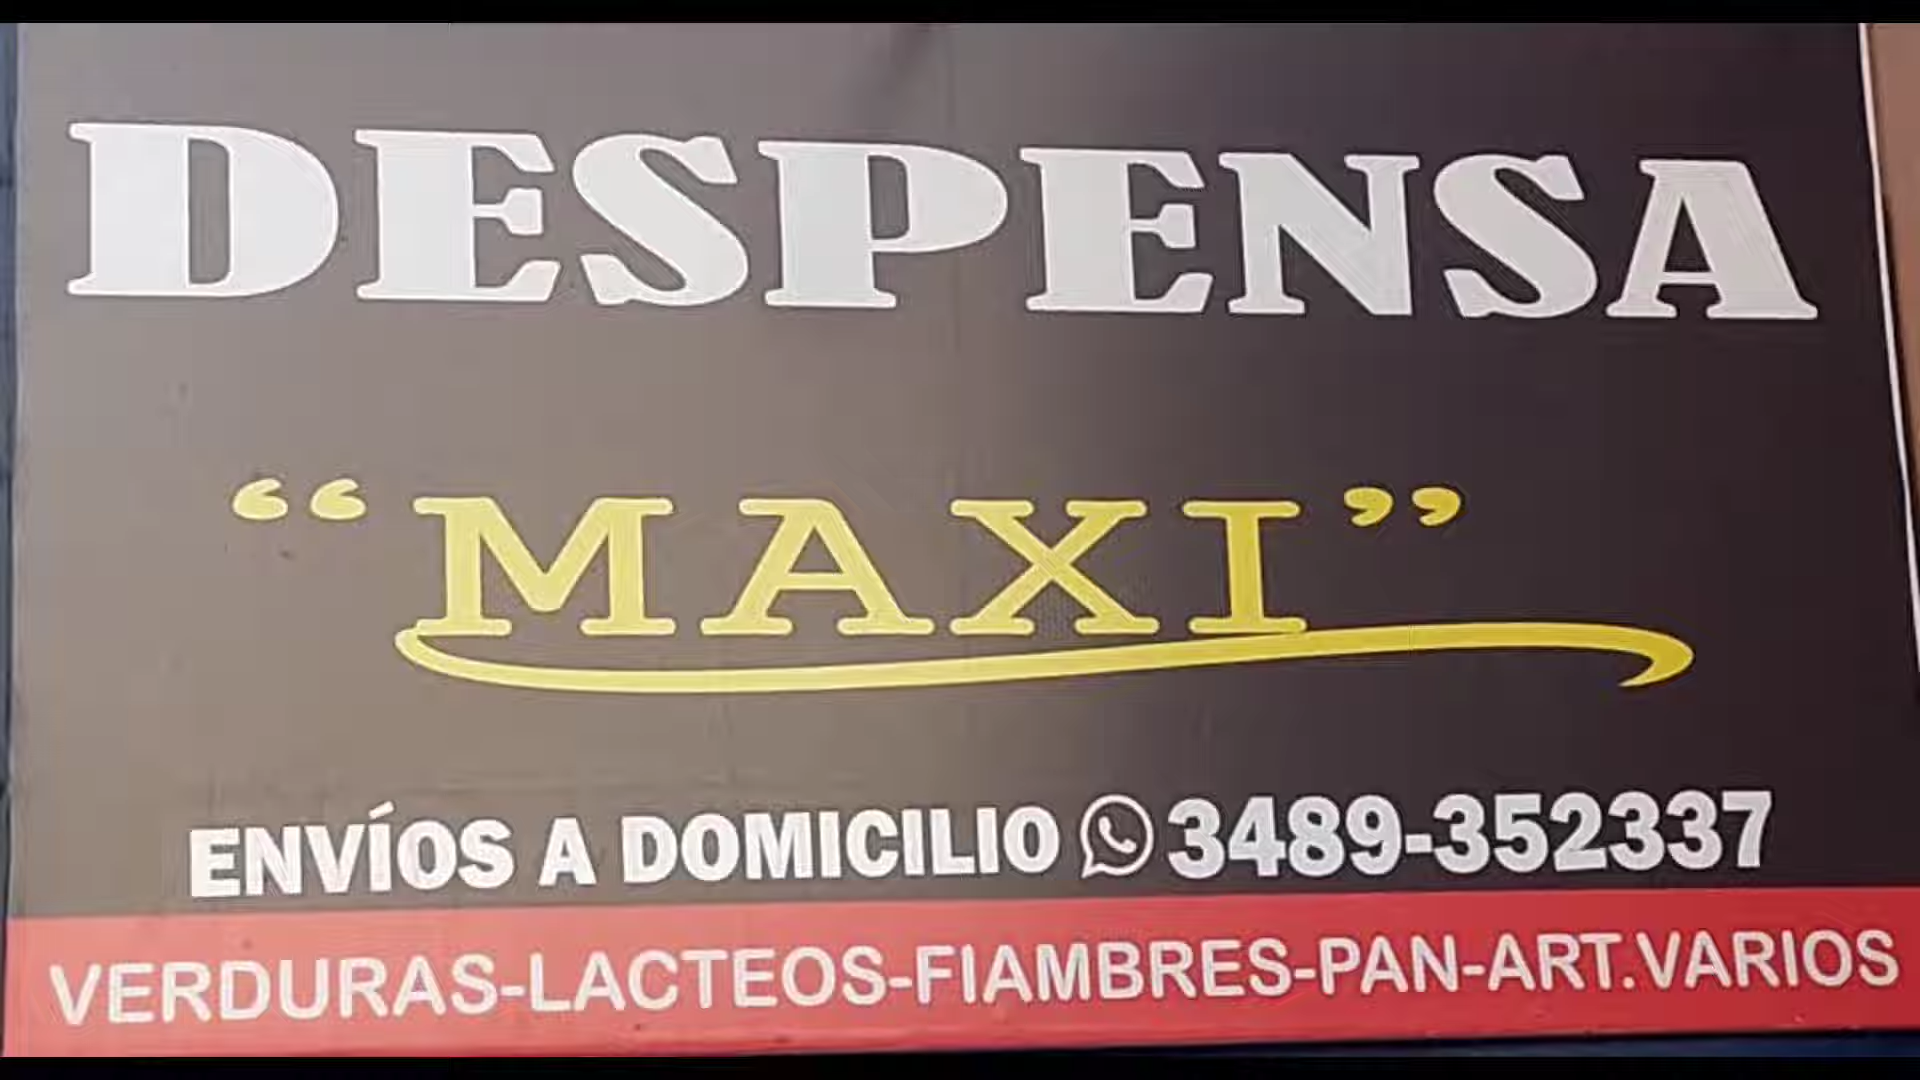 DESPENSA
“MAXI”
ENVÍOS A DOMICILIO 3489-352337
VERDURAS-LACTEOS-FIAMBRES-PAN-ART.VARIOS